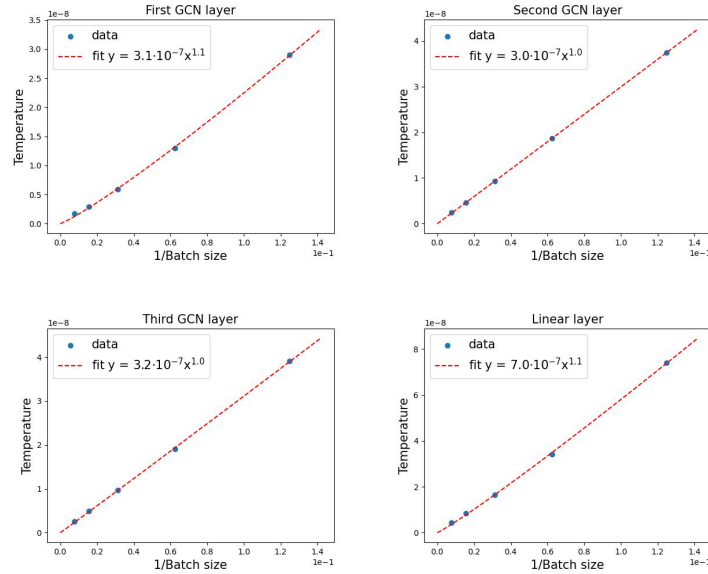 First GCN layer
1e−8
data
fit y = 3.1·10⁻⁷x¹·¹
Temperature
3.5
3.0
2.5
2.0
1.5
1.0
0.5
0.0
0.0 0.2 0.4 0.6 0.8 1.0 1.2 1.4
1e−1
1/Batch size
Second GCN layer
1e−8
data
fit y = 3.0·10⁻⁷x¹·⁰
Temperature
4
3
2
1
0
0.0 0.2 0.4 0.6 0.8 1.0 1.2 1.4
1e−1
1/Batch size
Third GCN layer
1e−8
data
fit y = 3.2·10⁻⁷x¹·⁰
Temperature
4
3
2
1
0
0.0 0.2 0.4 0.6 0.8 1.0 1.2 1.4
1e−1
1/Batch size
Linear layer
1e−8
data
fit y = 7.0·10⁻⁷x¹·¹
Temperature
8
6
4
2
0
0.0 0.2 0.4 0.6 0.8 1.0 1.2 1.4
1e−1
1/Batch size